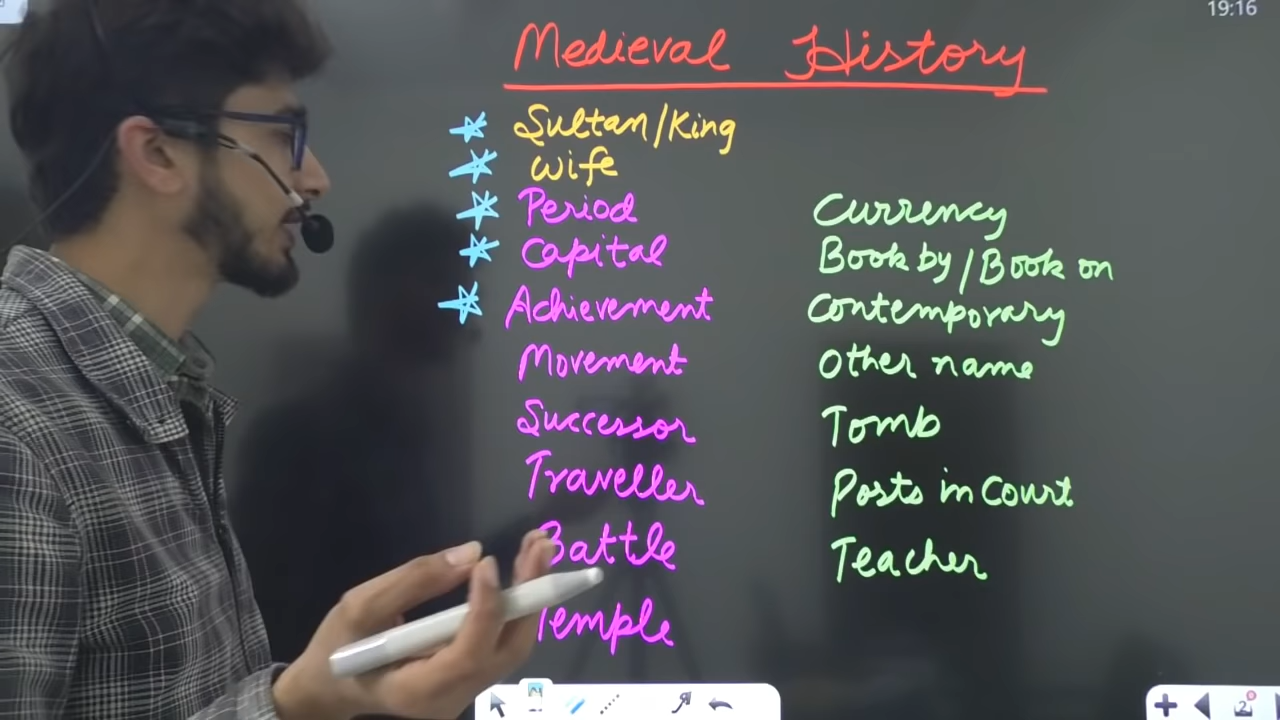 19:16
Medieval History
Sultan/King
Wife
Period
Capital
Achievement
Movement
Successor
Traveller
Battle
Temple
Currency
Book by/Book on
Contemporary
Other name
Tomb
Posts in Court
Teacher
2